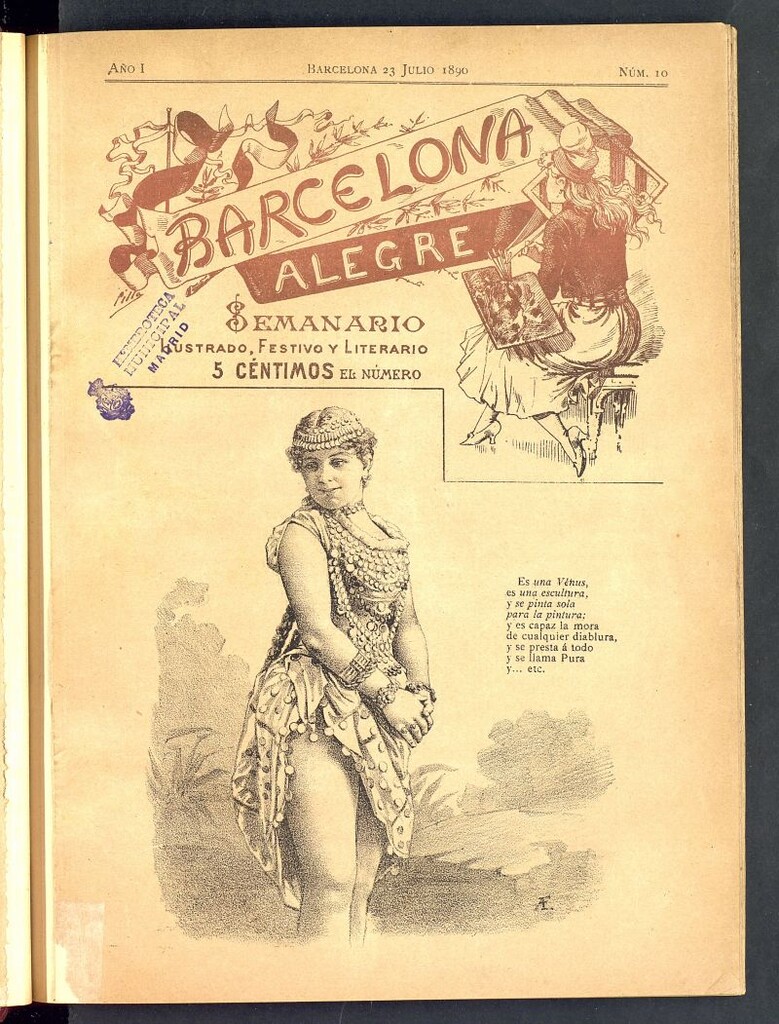 AÑO I
BARCELONA 23 JULIO 1890
NÚM. 10
BARCELONA
ALEGRE
SEMANARIO
ILUSTRADO, FESTIVO Y LITERARIO
5 CÉNTIMOS EL NÚMERO
HEMEROTECA
MUNICIPAL
MADRID
Es una Vénus,
es una escultura,
y se pinta sola
para la pintura;
y es capaz la mora
de cualquier diablura,
y se presta á todo
y se llama Pura
y... etc.